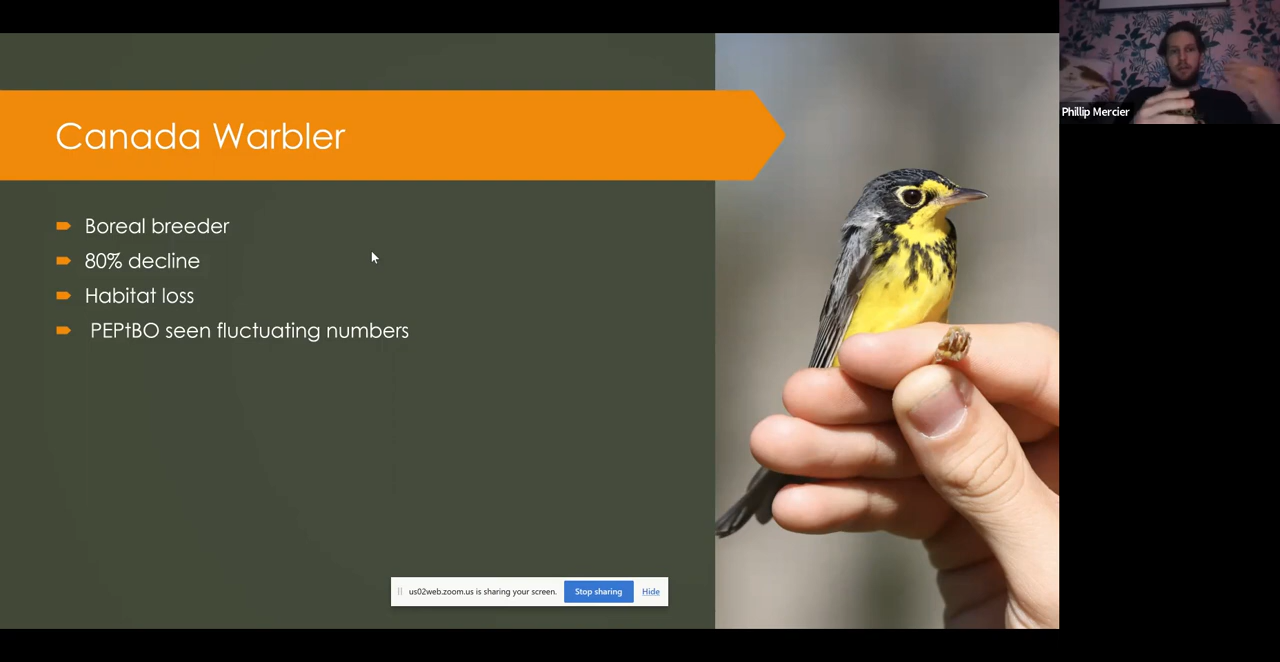 Canada Warbler
Boreal breeder
80% decline
Habitat loss
PEPtBO seen fluctuating numbers
us02web.zoom.us is sharing your screen.
Stop sharing
Hide
Phillip Mercier